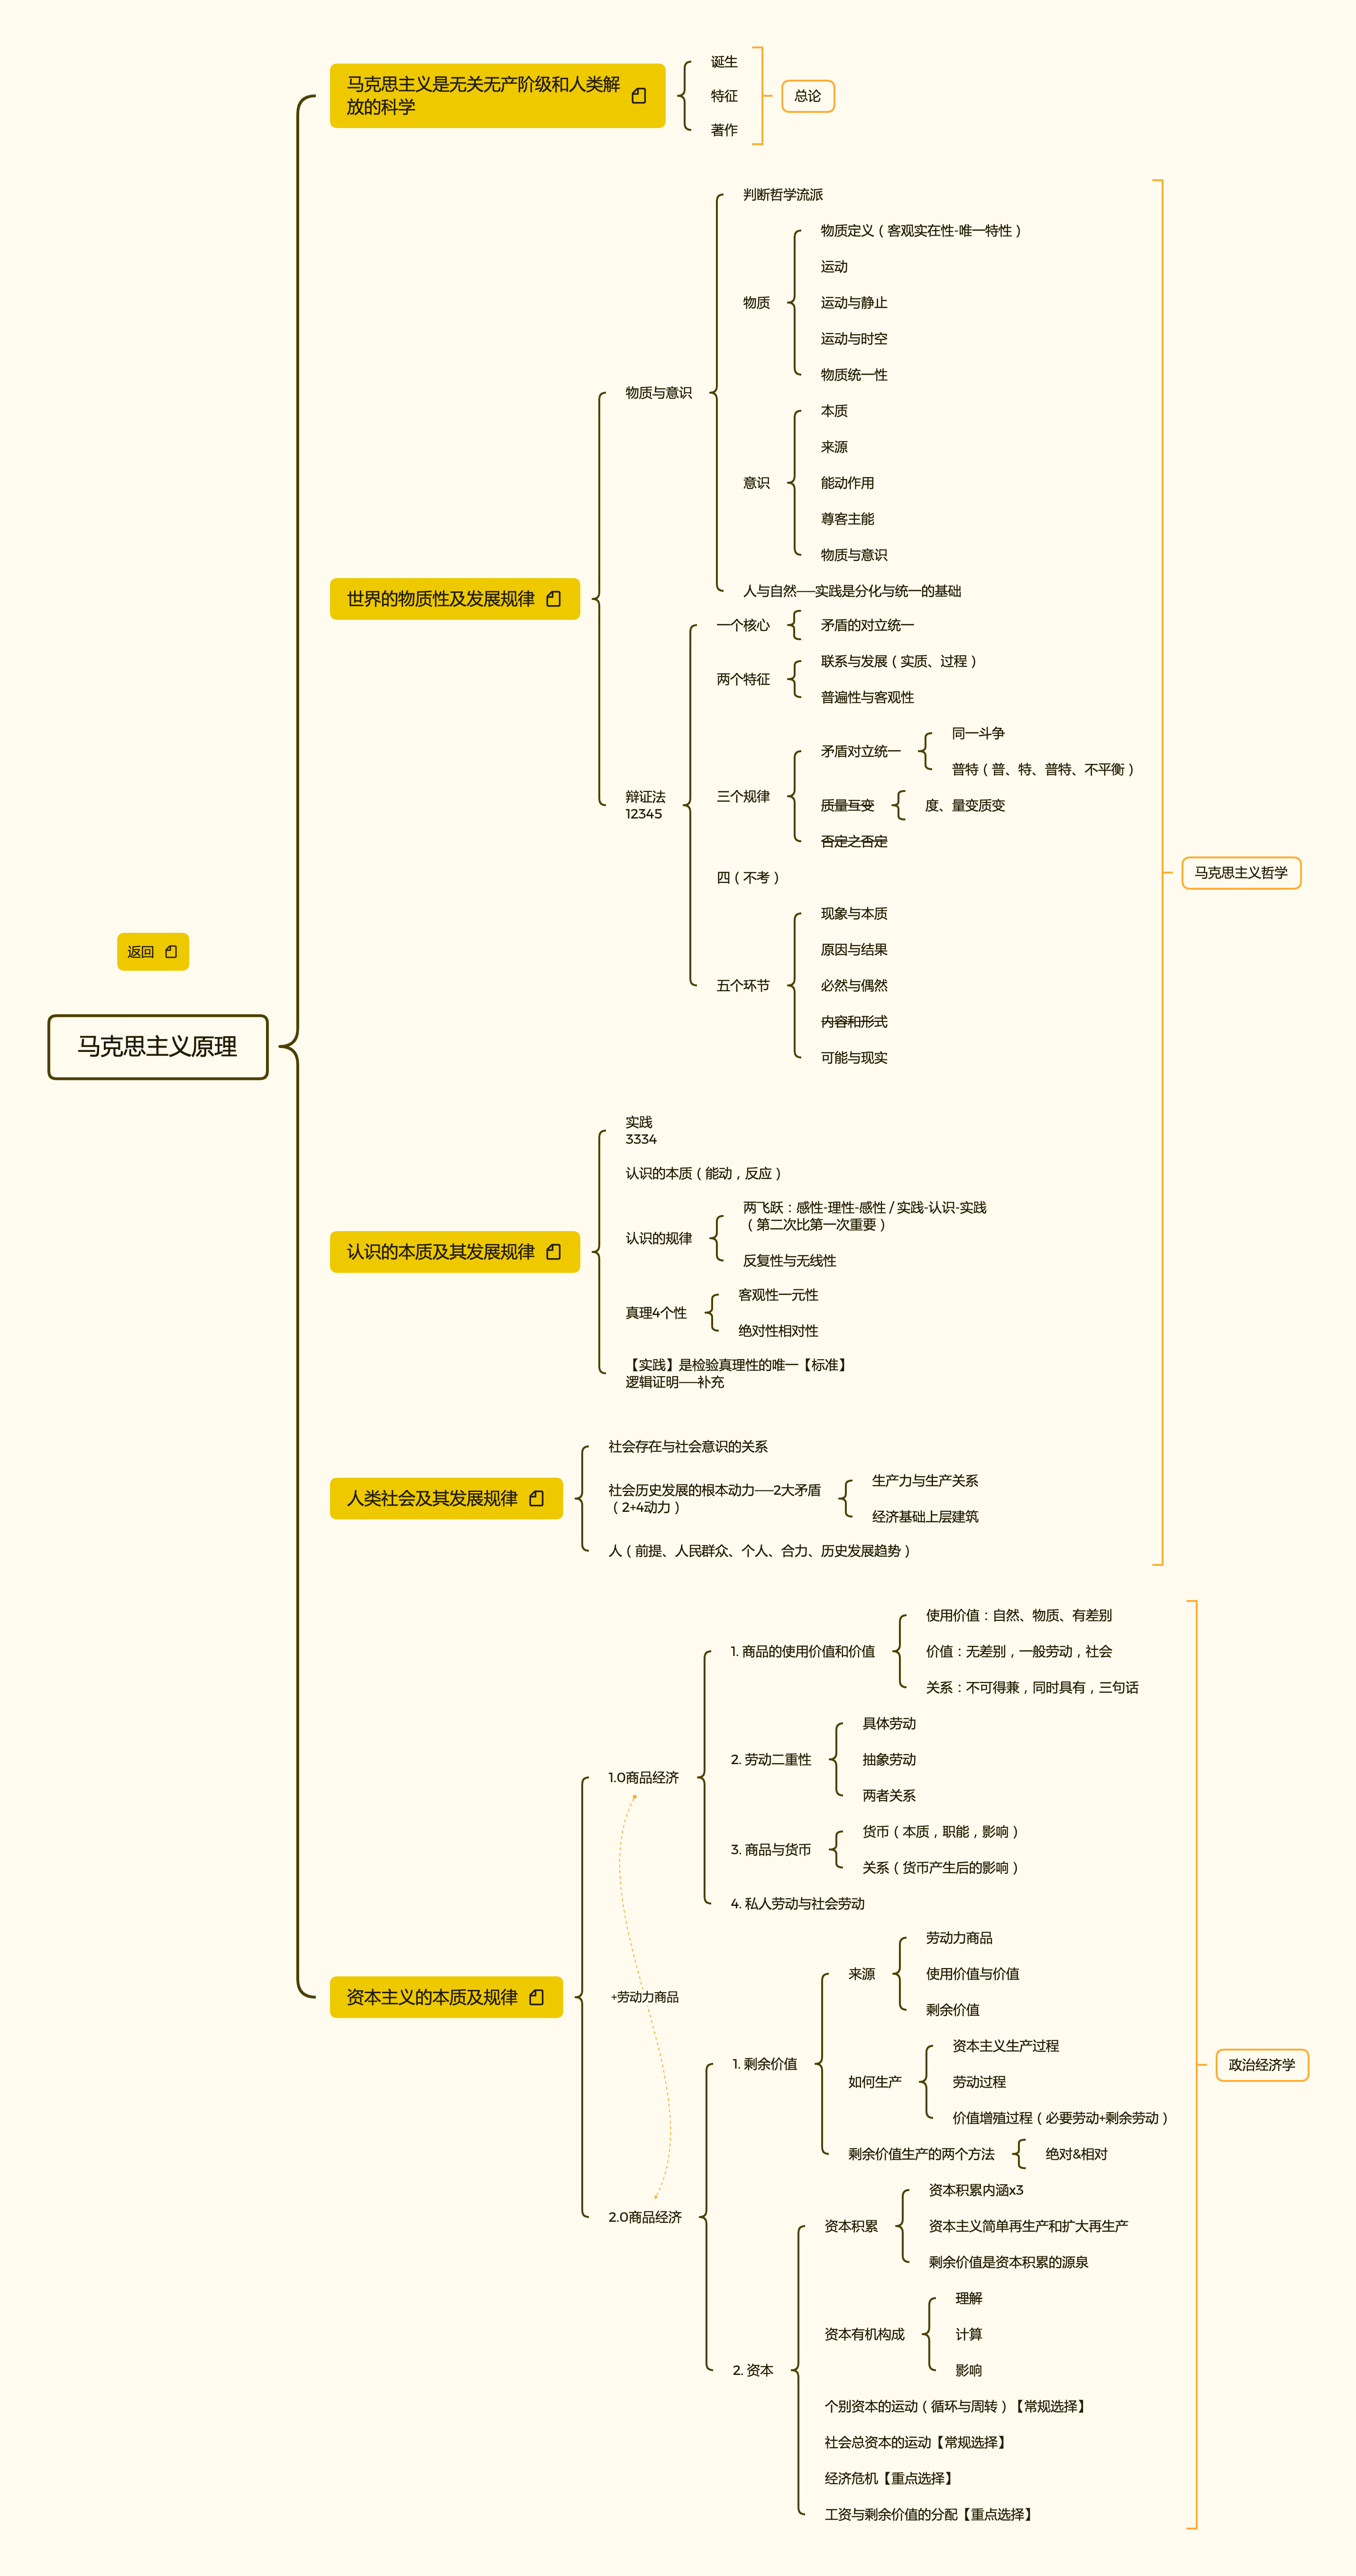 马克思主义是无关无产阶级和人类解
放的科学
诞生
特征
著作
总论
判断哲学流派
物质定义（客观实在性-唯一特性）
运动
物质
运动与静止
运动与时空
物质统一性
物质与意识
本质
来源
意识
能动作用
尊客主能
物质与意识
人与自然——实践是分化与统一的基础
世界的物质性及发展规律
一个核心
矛盾的对立统一
两个特征
联系与发展（实质、过程）
普遍性与客观性
辩证法
12345
三个规律
矛盾对立统一
同一斗争
普特（普、特、普特、不平衡）
质量互变
度、量变质变
否定之否定
四（不考）
五个环节
现象与本质
原因与结果
必然与偶然
内容和形式
可能与现实
马克思主义哲学
返回
马克思主义原理
实践
3334
认识的本质（能动，反应）
认识的本质及其发展规律
认识的规律
两飞跃：感性-理性-感性 / 实践-认识-实践
（第二次比第一次重要）
反复性与无线性
真理4个性
客观性一元性
绝对性相对性
【实践】是检验真理性的唯一【标准】
逻辑证明——补充
人类社会及其发展规律
社会存在与社会意识的关系
社会历史发展的根本动力——2大矛盾
（2+4动力）
生产力与生产关系
经济基础上层建筑
人（前提、人民群众、个人、合力、历史发展趋势）
1. 商品的使用价值和价值
使用价值：自然、物质、有差别
价值：无差别，一般劳动，社会
关系：不可得兼，同时具有，三句话
1.0商品经济
2. 劳动二重性
具体劳动
抽象劳动
两者关系
3. 商品与货币
货币（本质，职能，影响）
关系（货币产生后的影响）
4. 私人劳动与社会劳动
资本主义的本质及规律
+劳动力商品
1. 剩余价值
来源
劳动力商品
使用价值与价值
剩余价值
如何生产
资本主义生产过程
劳动过程
价值增殖过程（必要劳动+剩余劳动）
剩余价值生产的两个方法
绝对&相对
政治经济学
2.0商品经济
2. 资本
资本积累
资本积累内涵x3
资本主义简单再生产和扩大再生产
剩余价值是资本积累的源泉
资本有机构成
理解
计算
影响
个别资本的运动（循环与周转）【常规选择】
社会总资本的运动【常规选择】
经济危机【重点选择】
工资与剩余价值的分配【重点选择】